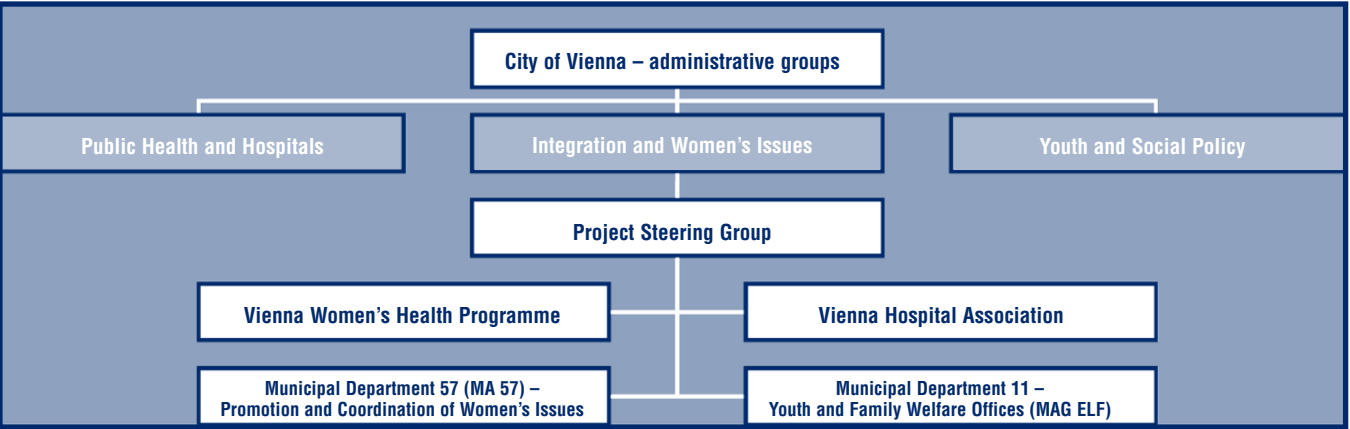 City of Vienna – administrative groups
Public Health and Hospitals
Integration and Women's Issues
Youth and Social Policy
Project Steering Group
Vienna Women's Health Programme
Vienna Hospital Association
Municipal Department 57 (MA 57) –
Promotion and Coordination of Women's Issues
Municipal Department 11 –
Youth and Family Welfare Offices (MAG ELF)